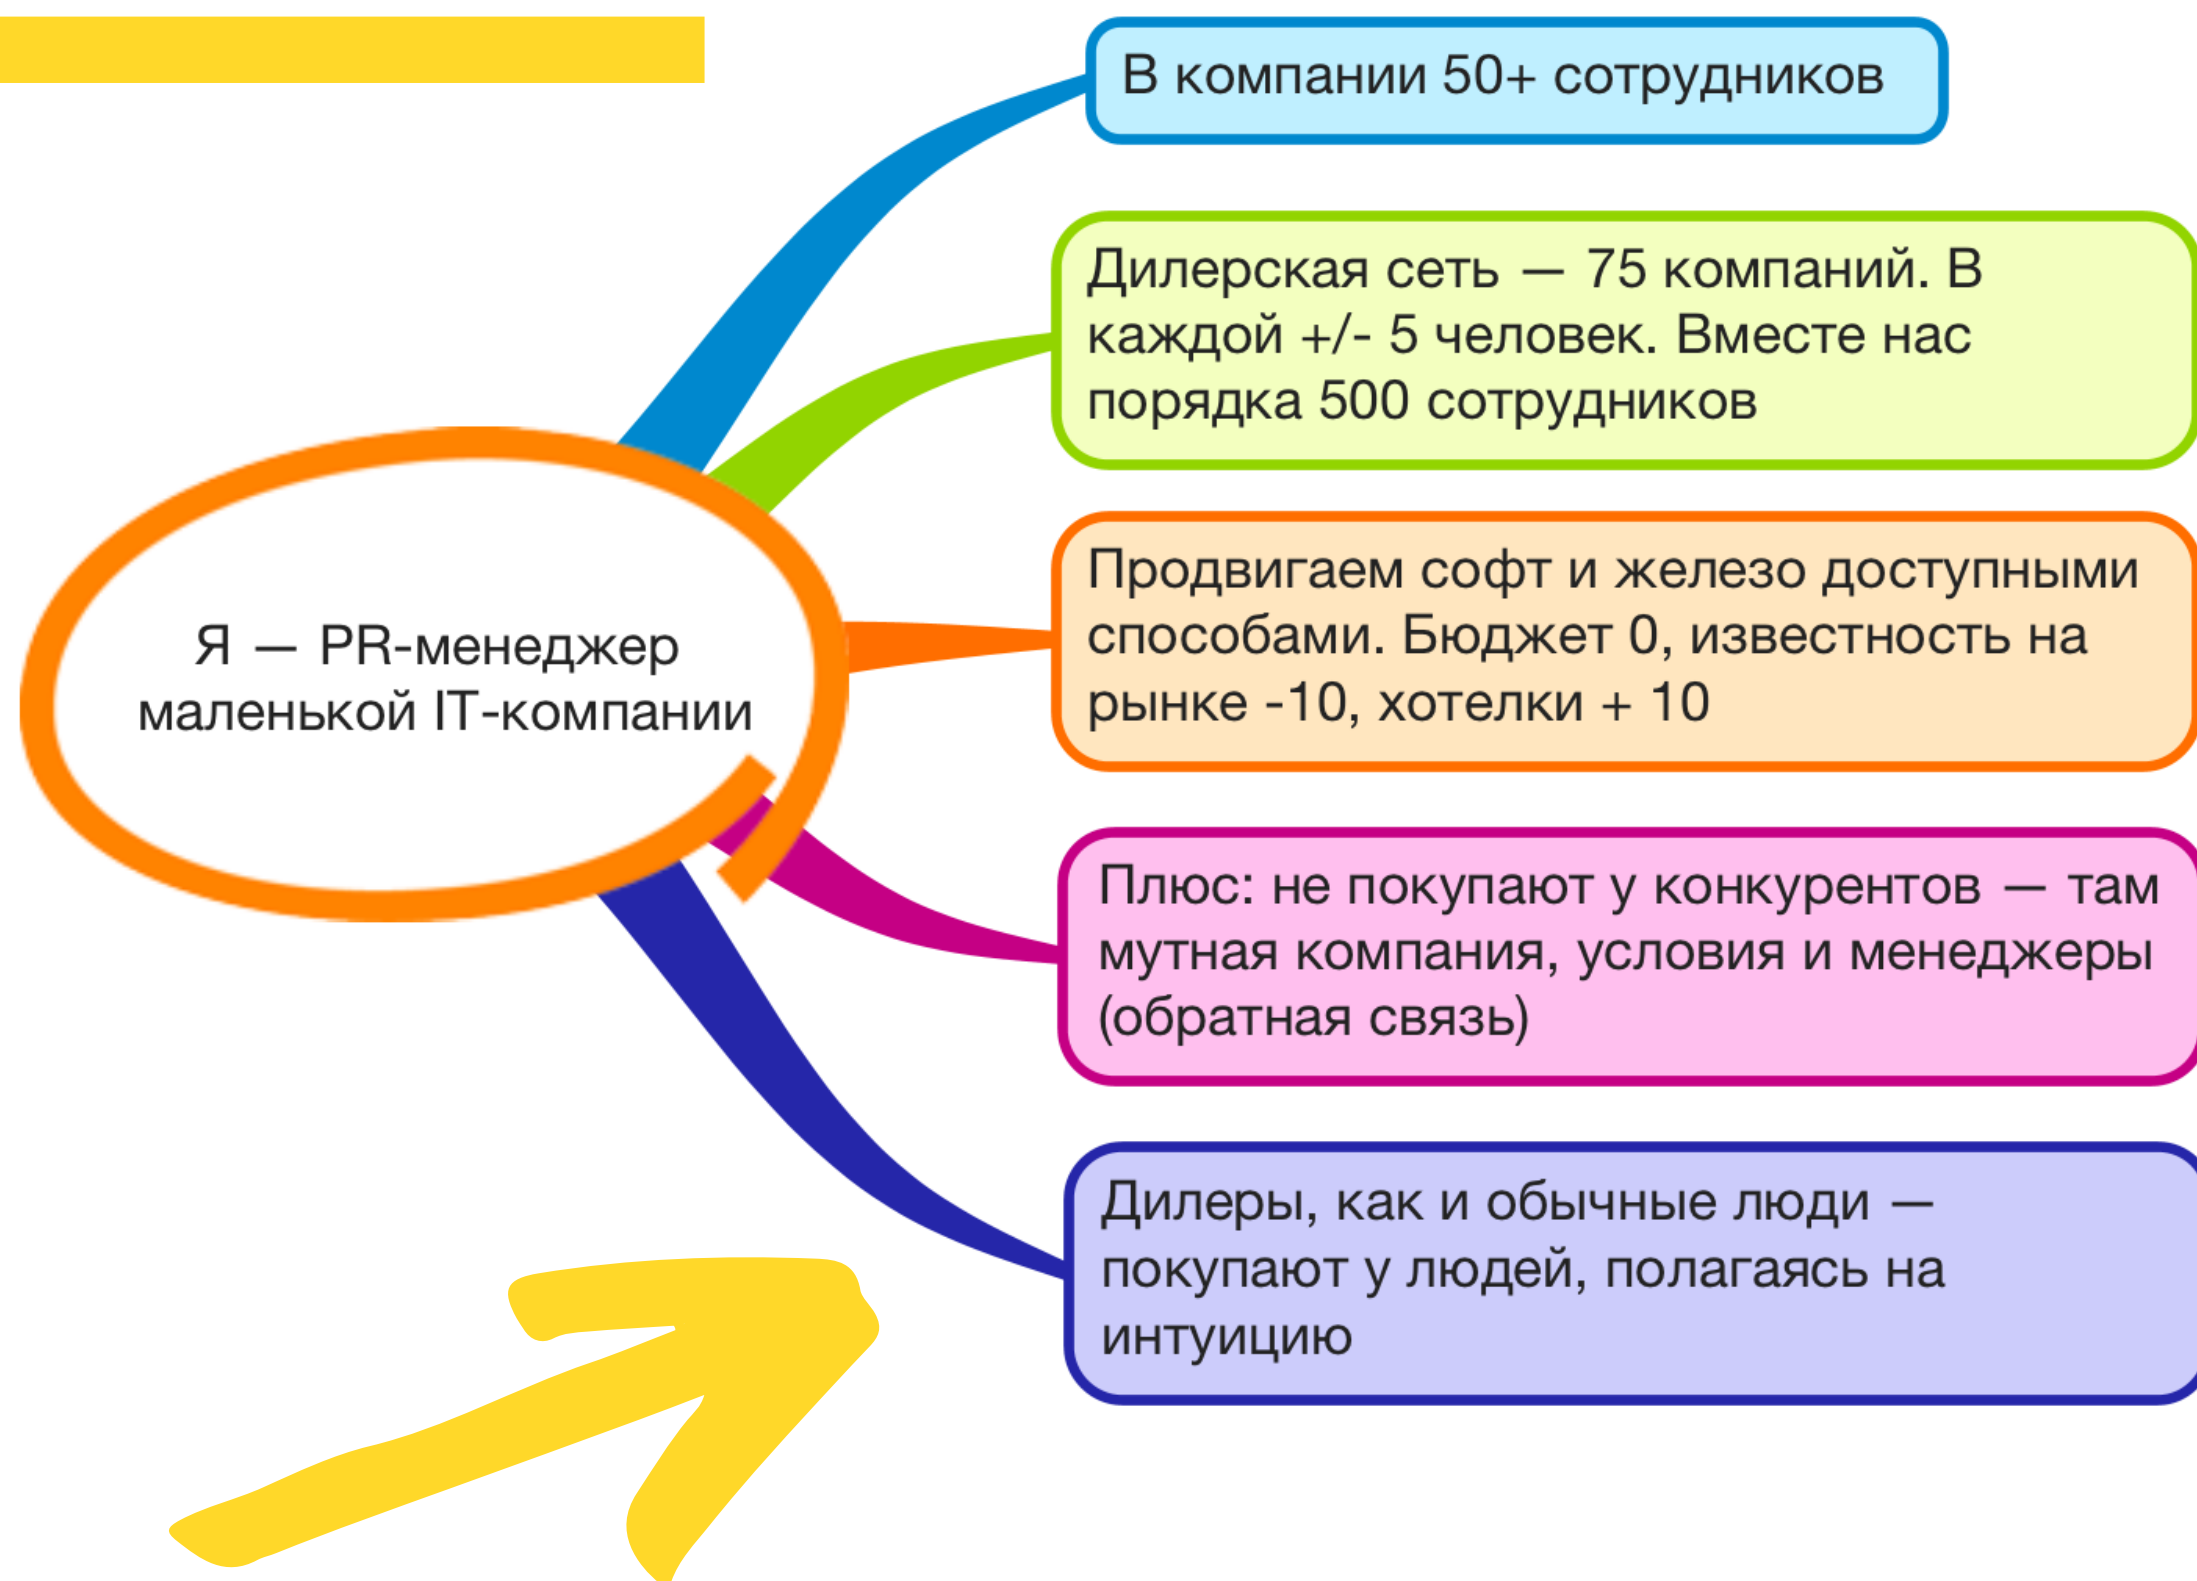 В компании 50+ сотрудников
Дилерская сеть — 75 компаний. В
каждой +/- 5 человек. Вместе нас
порядка 500 сотрудников
Я — PR-менеджер
маленькой IT-компании
Продвигаем софт и железо доступными
способами. Бюджет 0, известность на
рынке -10, хотелки + 10
Плюс: не покупают у конкурентов — там
мутная компания, условия и менеджеры
(обратная связь)
Дилеры, как и обычные люди —
покупают у людей, полагаясь на
интуицию